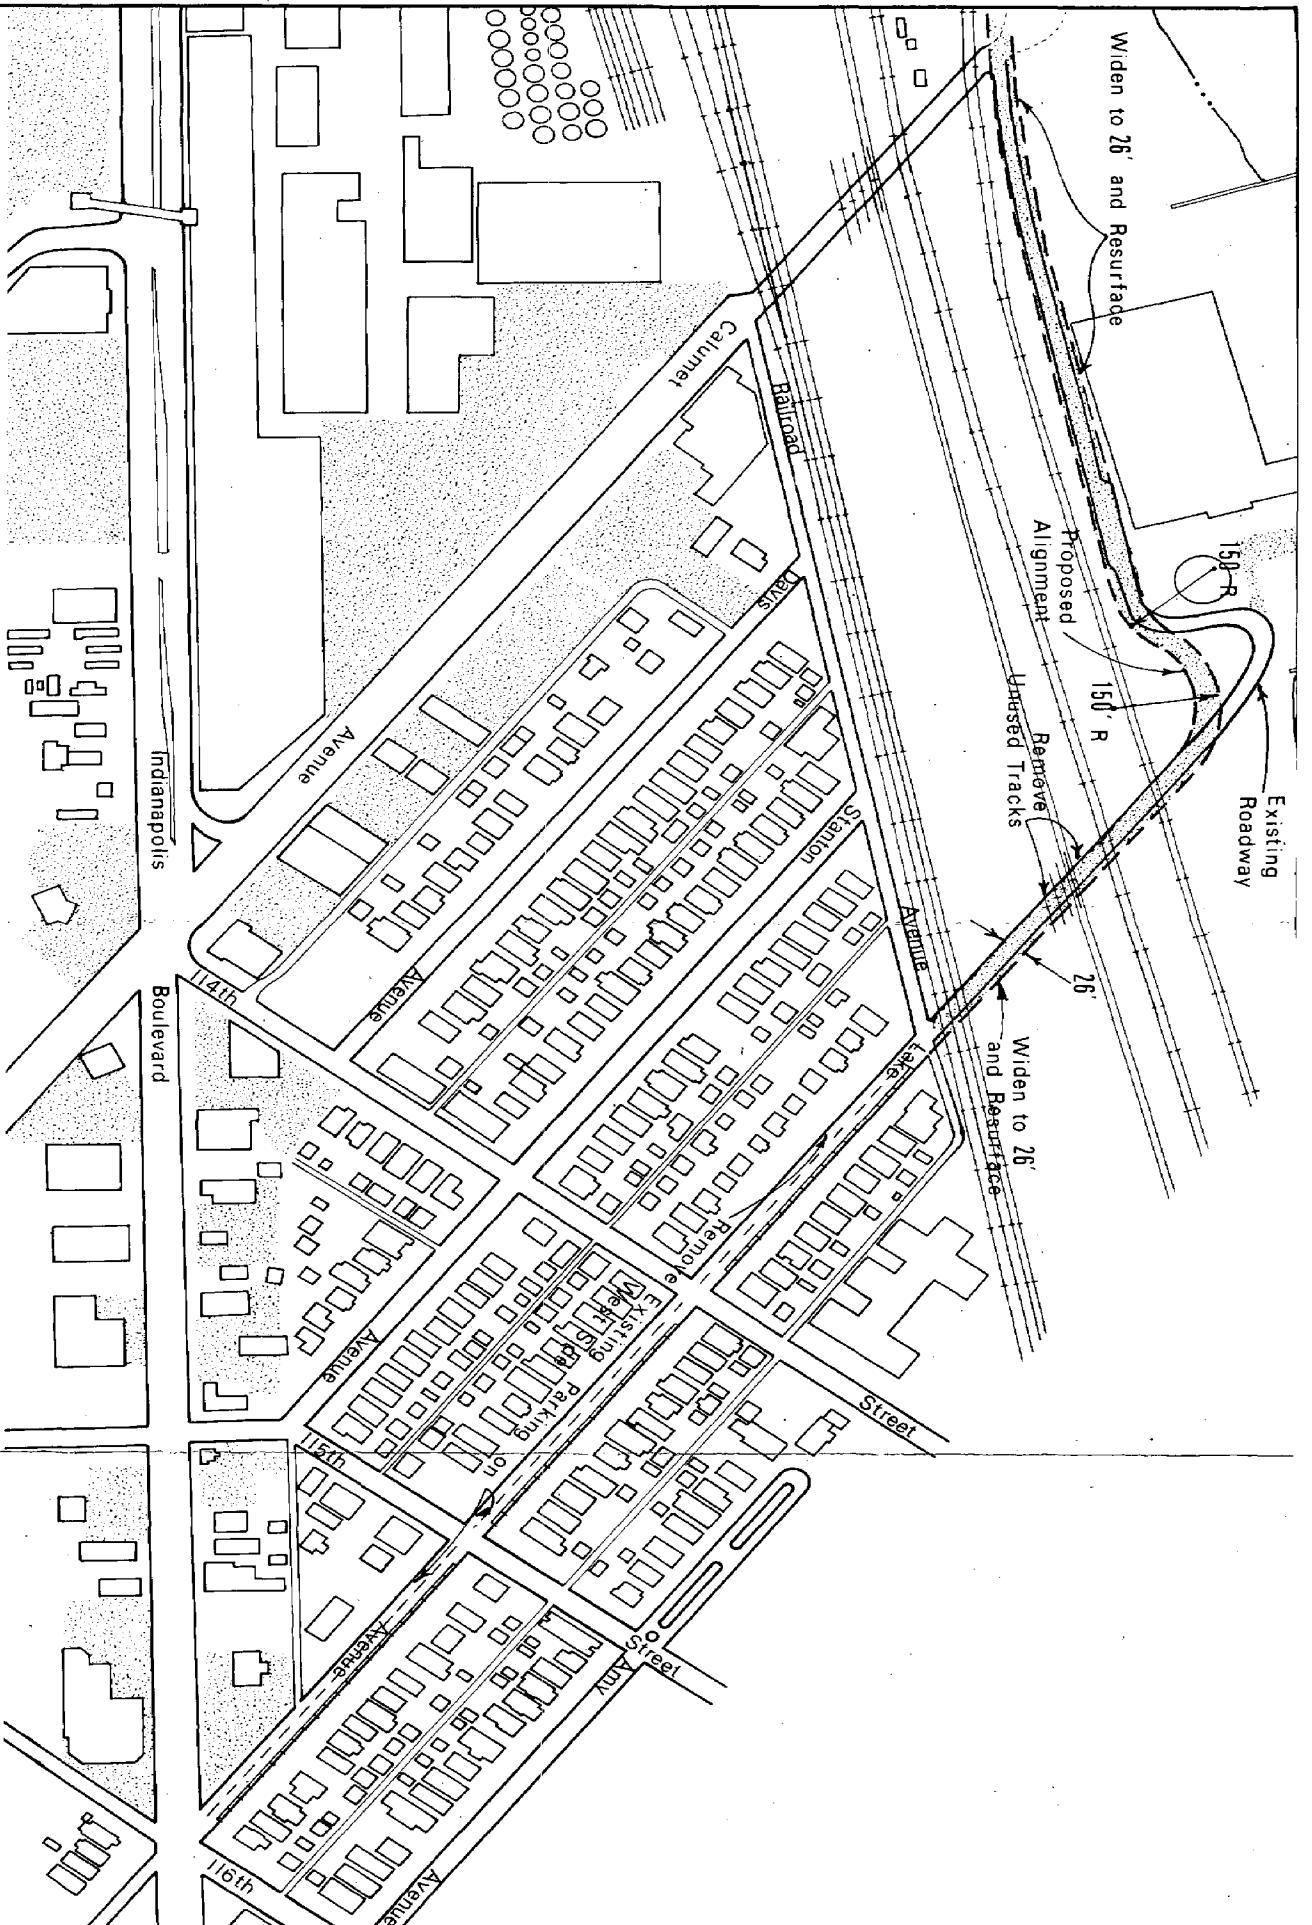 Widen to 26' and Resurface
150' R
Proposed
Alignment
150' R
Existing
Roadway
Remove
Unused Tracks
26'
Widen to 26'
and Resurface
Calumet
Avenue
Railroad
Avenue
Davis
Avenue
Stanton
Avenue
Lake
Avenue
Remove Existing Parking on
West Side
Indianapolis
Boulevard
114th
Street
115th
Street
116th
Amy
Avenue